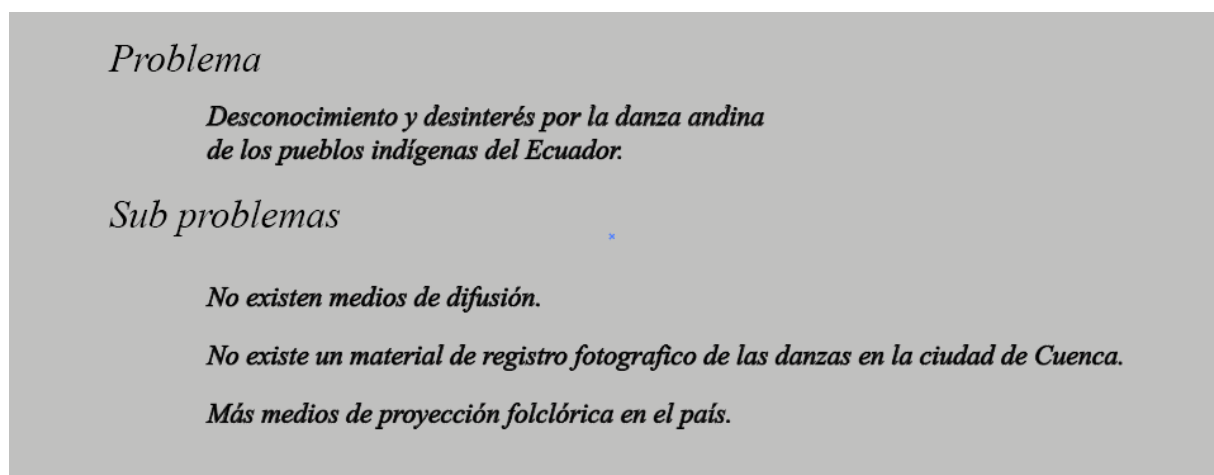 Problema
Desconocimiento y desinterés por la danza andina
de los pueblos indígenas del Ecuador.
Sub problemas
No existen medios de difusión.
No existe un material de registro fotografico de las danzas en la ciudad de Cuenca.
Más medios de proyección folclórica en el país.